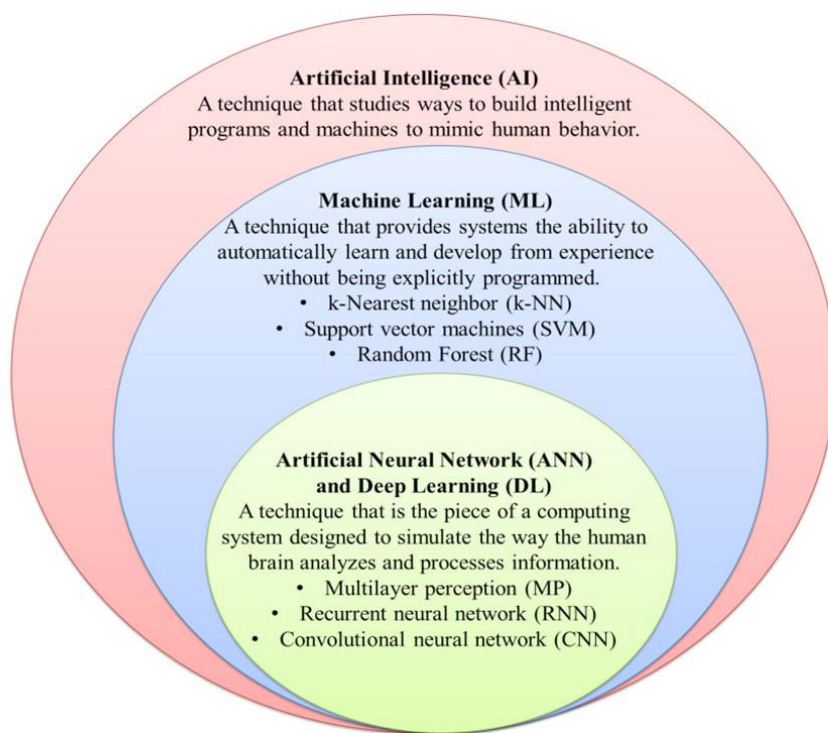 Artificial Intelligence (AI)
A technique that studies ways to build intelligent
programs and machines to mimic human behavior.
Machine Learning (ML)
A technique that provides systems the ability to
automatically learn and develop from experience
without being explicitly programmed.
• k-Nearest neighbor (k-NN)
• Support vector machines (SVM)
• Random Forest (RF)
Artificial Neural Network (ANN)
and Deep Learning (DL)
A technique that is the piece of a computing
system designed to simulate the way the human
brain analyzes and processes information.
• Multilayer perception (MP)
• Recurrent neural network (RNN)
• Convolutional neural network (CNN)